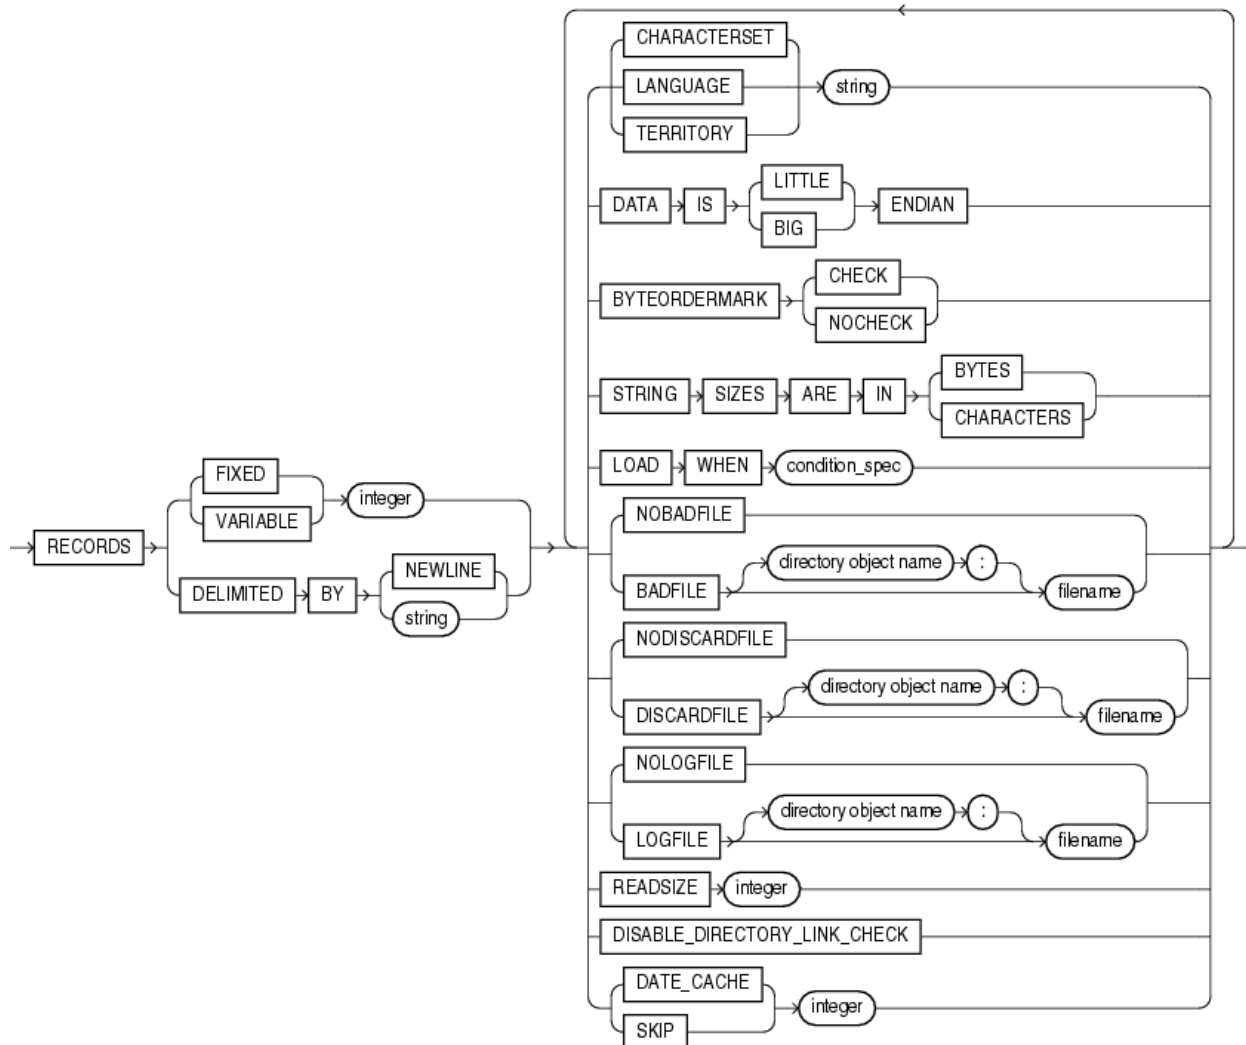 CHARACTERSET
LANGUAGE string
TERRITORY
DATA IS LITTLE ENDIAN
BIG
BYTEORDERMARK CHECK
NOCHECK
STRING SIZES ARE IN BYTES
CHARACTERS
LOAD WHEN condition_spec
RECORDS FIXED integer
VARIABLE
DELIMITED BY NEWLINE
string
NOBADFILE
BADFILE directory object name : filename
NODISCARDFILE
DISCARDFILE directory object name : filename
NOLOGFILE
LOGFILE directory object name : filename
READSIZE integer
DISABLE_DIRECTORY_LINK_CHECK
DATE_CACHE integer
SKIP